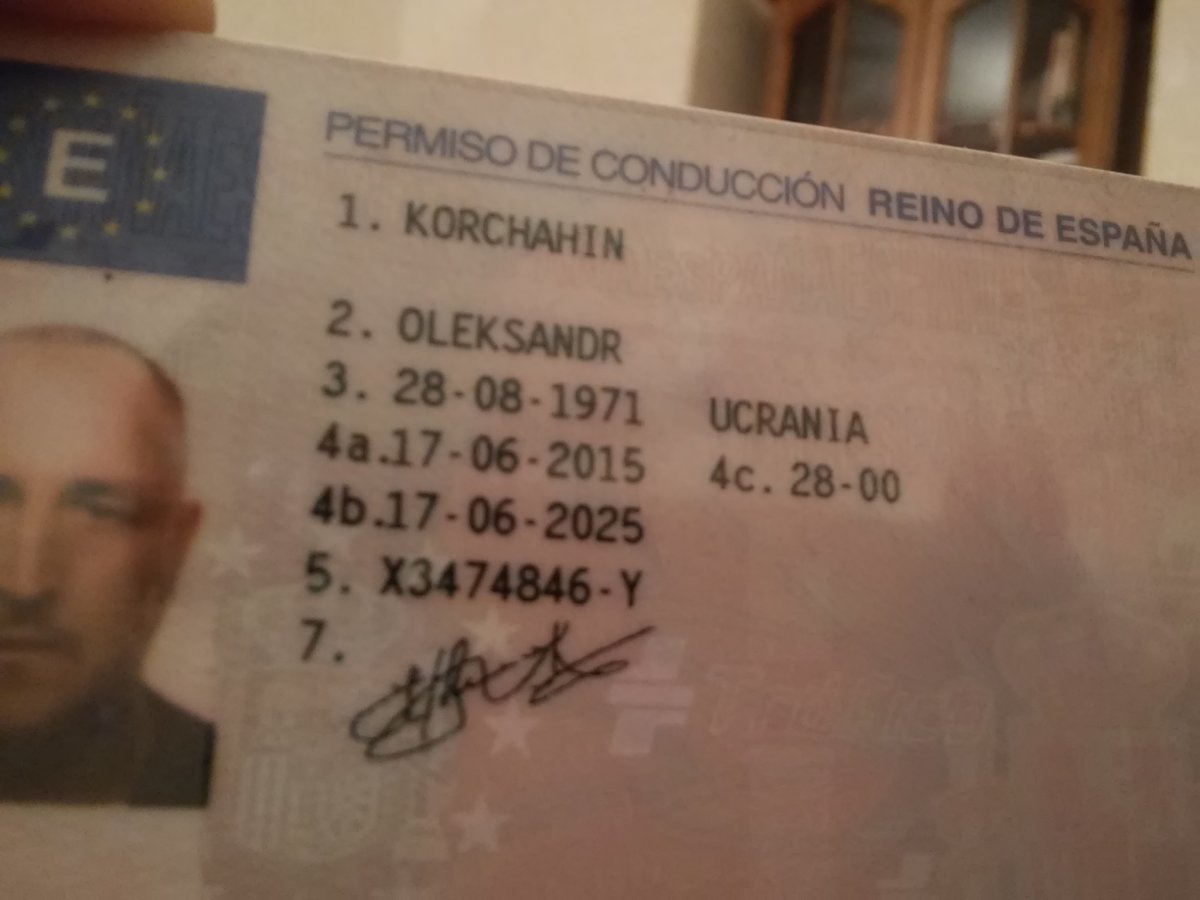 E
PERMISO DE CONDUCCIÓN REINO DE ESPAÑA
1. KORCHAHIN
2. OLEKSANDR
3. 28-08-1971 UCRANIA
4a.17-06-2015 4c. 28-00
4b.17-06-2025
5. X3474846-Y
7.